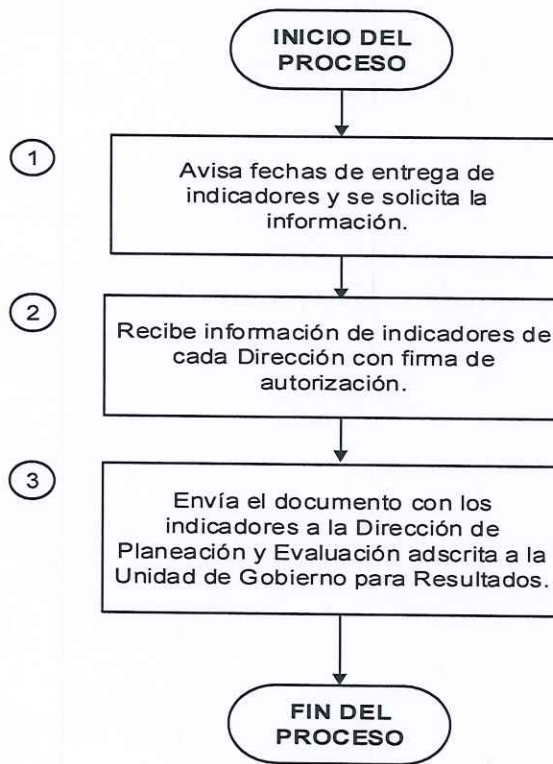 INICIO DEL
PROCESO
1
Avisa fechas de entrega de
indicadores y se solicita la
información.
2
Recibe información de indicadores de
cada Dirección con firma de
autorización.
3
Envía el documento con los
indicadores a la Dirección de
Planeación y Evaluación adscrita a la
Unidad de Gobierno para Resultados.
FIN DEL
PROCESO